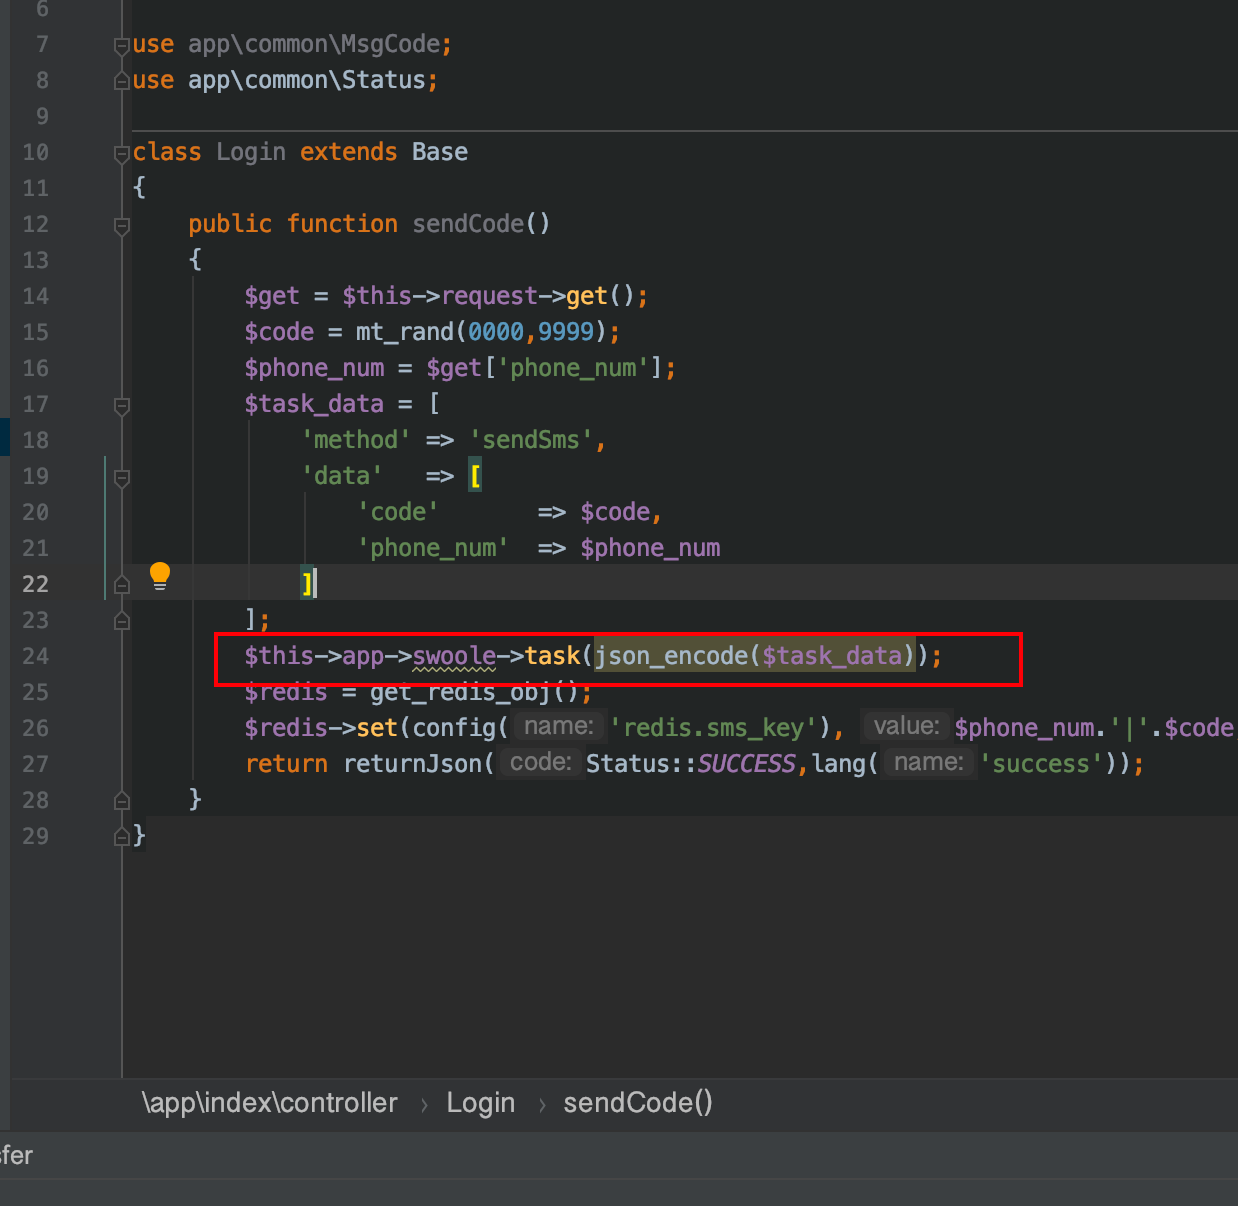 6
7 use app\common\MsgCode;
8 use app\common\Status;
9
10 class Login extends Base
11 {
12 public function sendCode()
13 {
14 $get = $this->request->get();
15 $code = mt_rand(0000,9999);
16 $phone_num = $get['phone_num'];
17 $task_data = [
18 'method' => 'sendSms',
19 'data' => [
20 'code' => $code,
21 'phone_num' => $phone_num
22 ]
23 ];
24 $this->app->swoole->task(json_encode($task_data));
25 $redis = get_redis_obj();
26 $redis->set(config( name: 'redis.sms_key'), value: $phone_num.'|'.$code
27 return returnJson( code: Status::SUCCESS,lang( name: 'success'));
28 }
29 }
\app\index\controller › Login › sendCode()
sfer